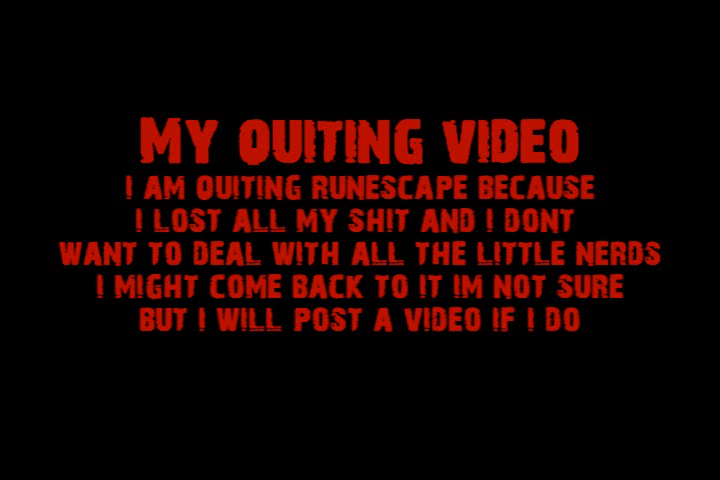 MY QUITING VIDEO
I AM QUITING RUNESCAPE BECAUSE
I LOST ALL MY SHIT AND I DONT
WANT TO DEAL WITH ALL THE LITTLE NERDS
I MIGHT COME BACK TO IT IM NOT SURE
BUT I WILL POST A VIDEO IF I DO